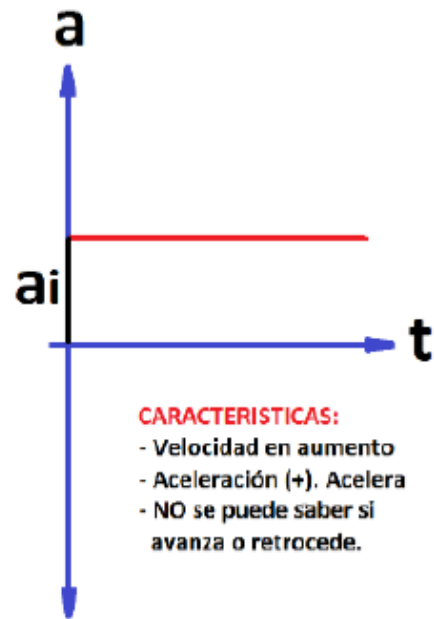 a
ai
t
CARACTERISTICAS:
- Velocidad en aumento
- Aceleración (+). Acelera
- NO se puede saber si
avanza o retrocede.